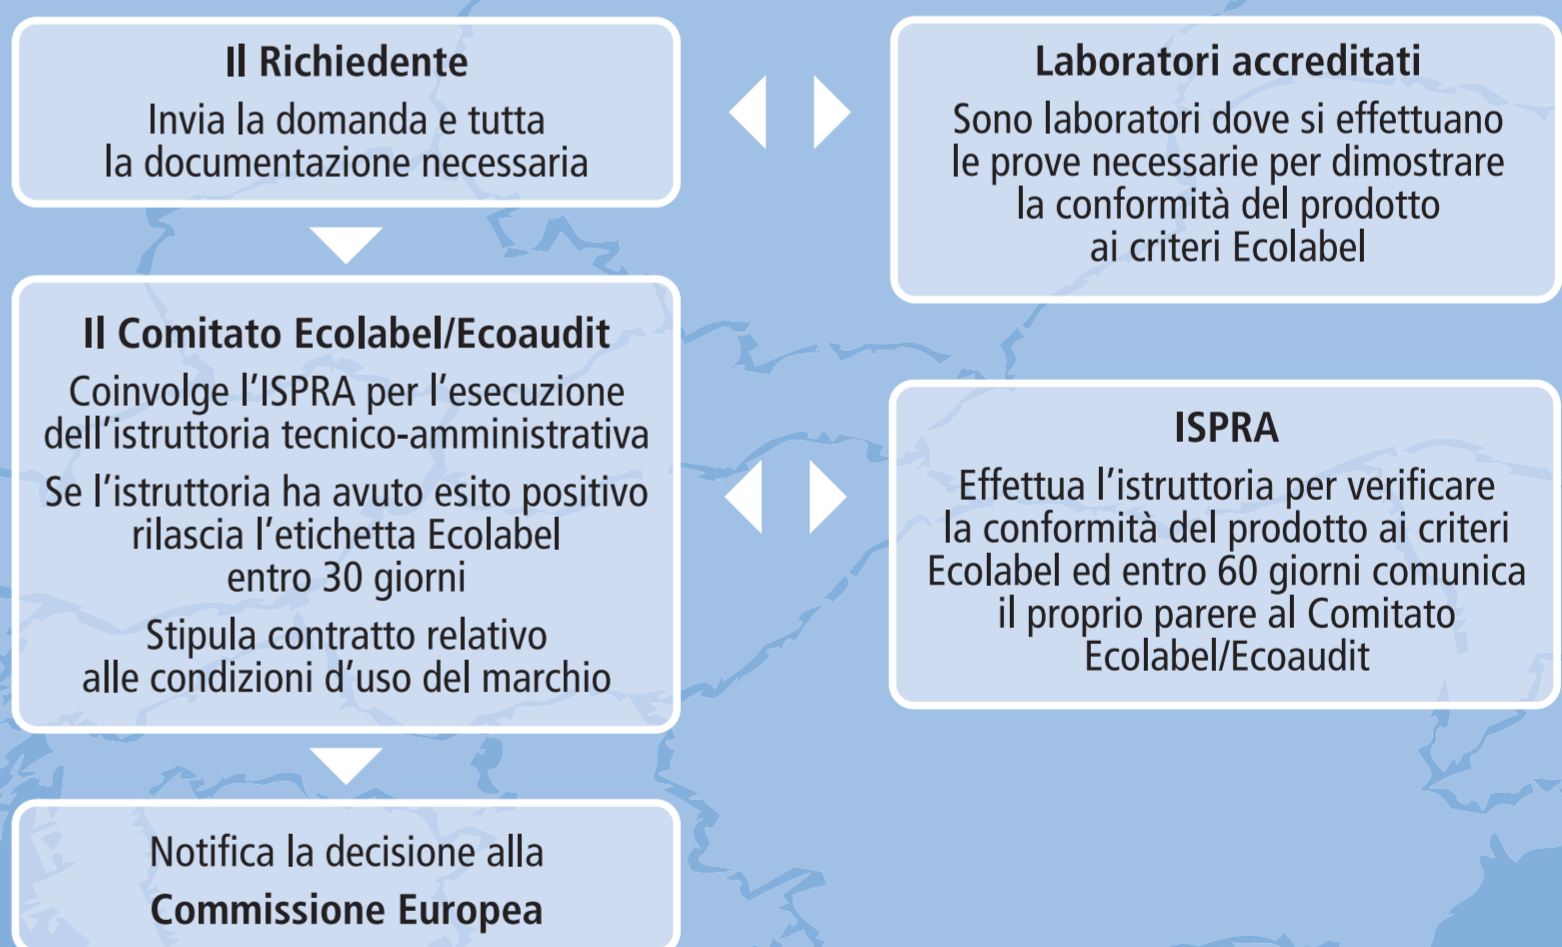 Il Richiedente
Invia la domanda e tutta
la documentazione necessaria
Laboratori accreditati
Sono laboratori dove si effettuano
le prove necessarie per dimostrare
la conformità del prodotto
ai criteri Ecolabel
Il Comitato Ecolabel/Ecoaudit
Coinvolge l'ISPRA per l'esecuzione
dell'istruttoria tecnico-amministrativa
Se l'istruttoria ha avuto esito positivo
rilascia l'etichetta Ecolabel
entro 30 giorni
Stipula contratto relativo
alle condizioni d'uso del marchio
ISPRA
Effettua l'istruttoria per verificare
la conformità del prodotto ai criteri
Ecolabel ed entro 60 giorni comunica
il proprio parere al Comitato
Ecolabel/Ecoaudit
Notifica la decisione alla
Commissione Europea